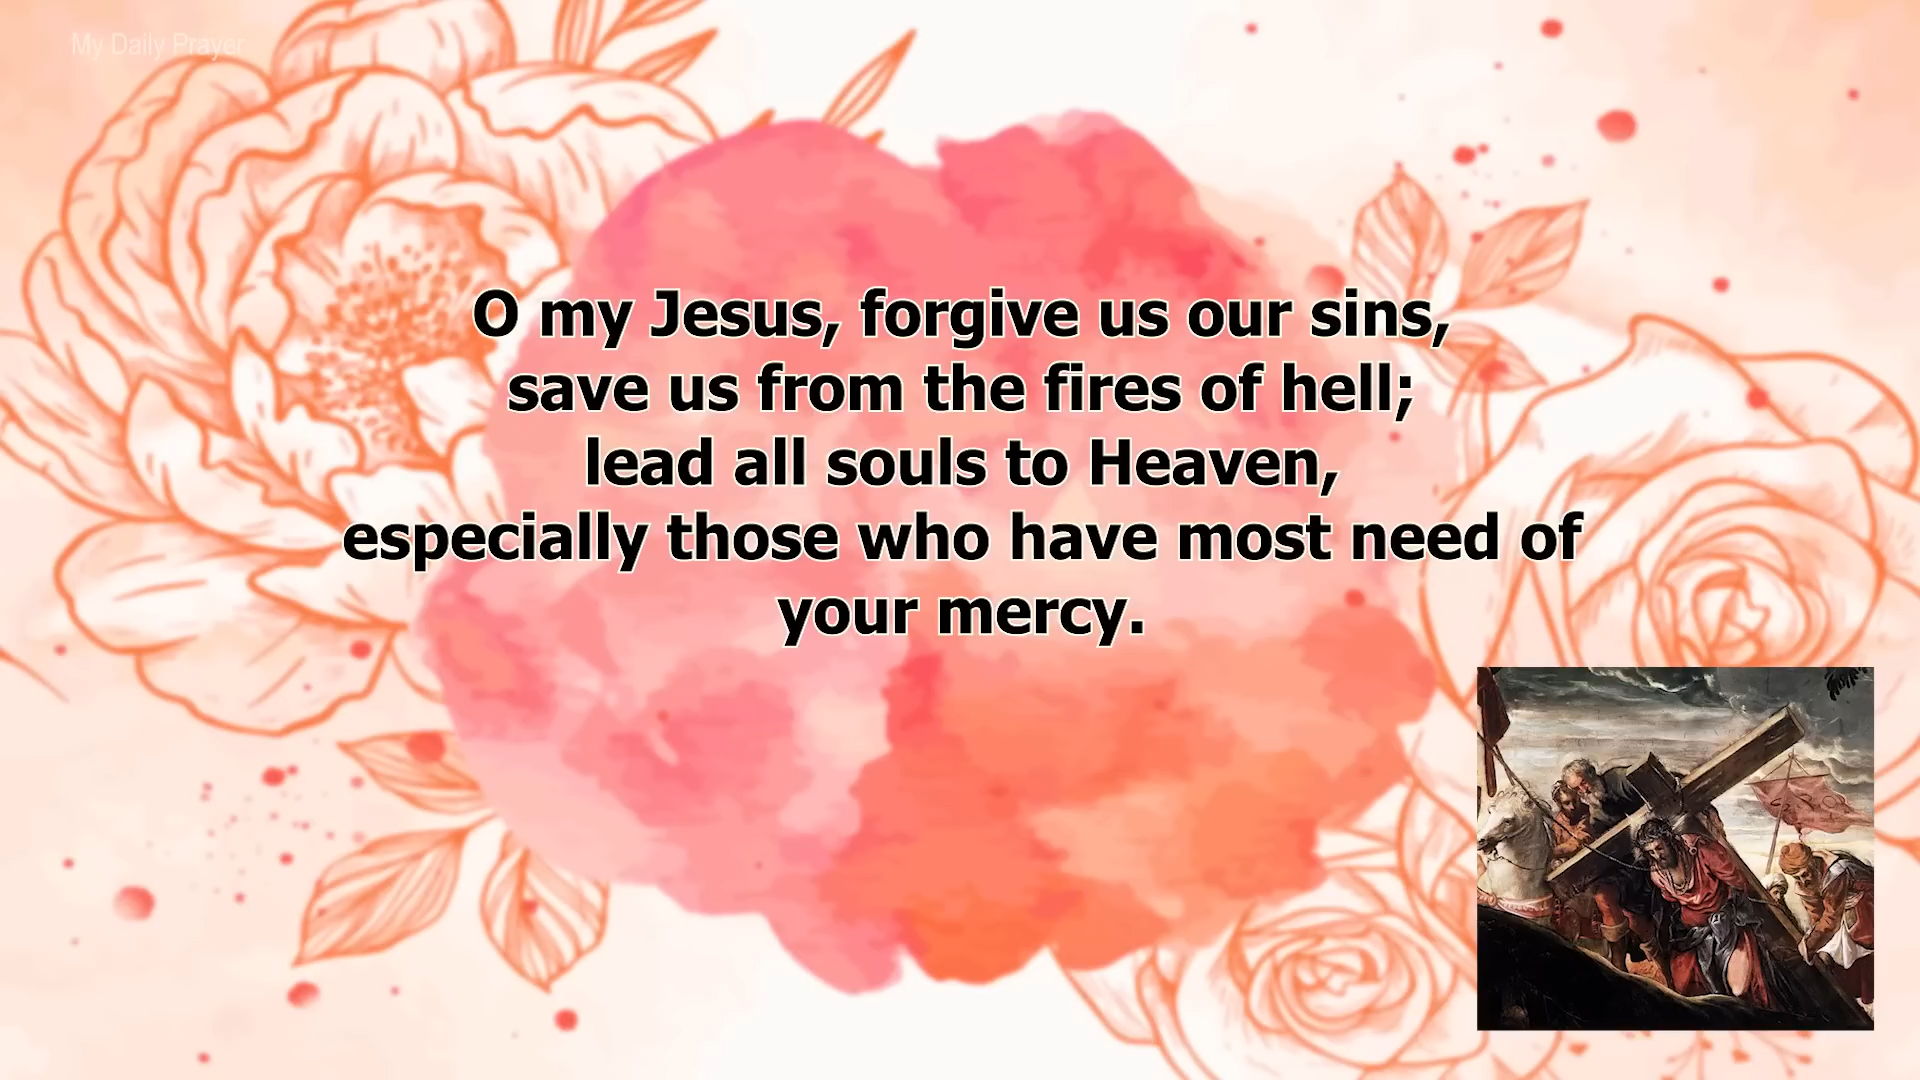 My Daily Prayer
O my Jesus, forgive us our sins,
save us from the fires of hell;
lead all souls to Heaven,
especially those who have most need of
your mercy.